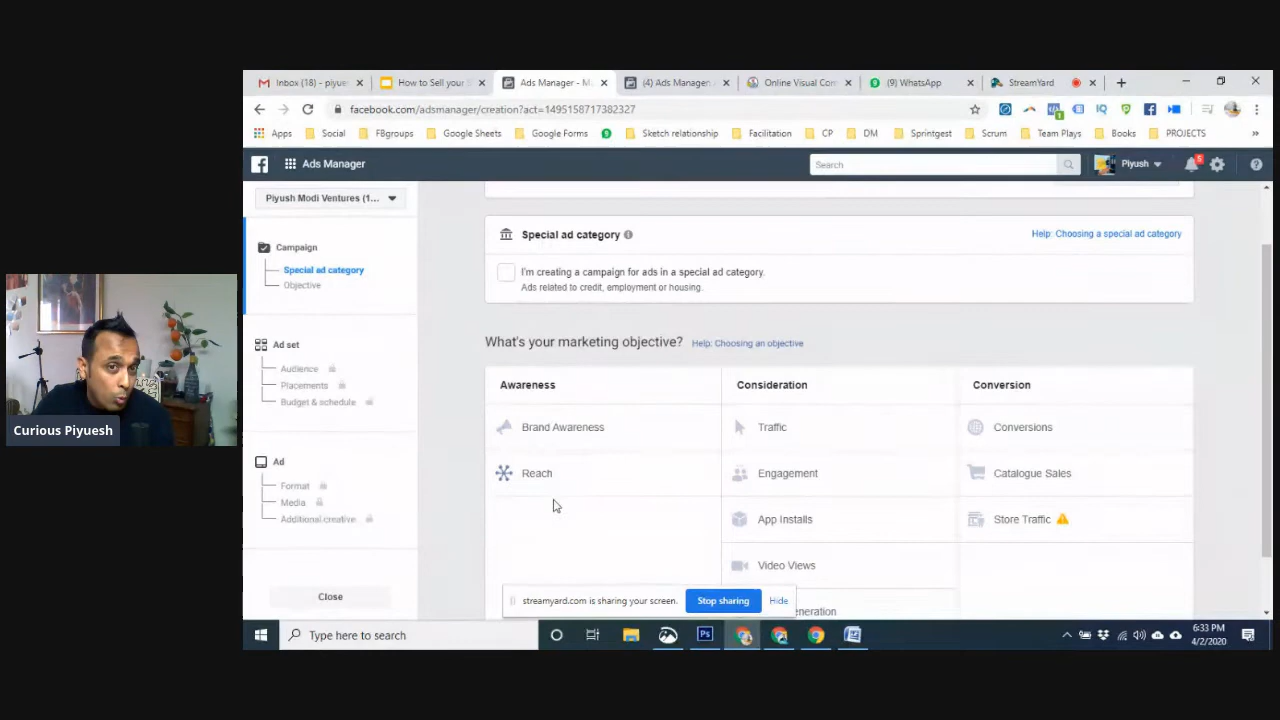 Inbox (18) - piyue
How to Sell your
Ads Manager - M
(4) Ads Manager
Online Visual Com
(9) WhatsApp
StreamYard
facebook.com/adsmanager/creation?act=1495158717382327
Apps
Social
FBgroups
Google Sheets
Google Forms
Sketch relationship
Facilitation
CP
DM
Sprintgest
Scrum
Team Plays
Books
PROJECTS
Ads Manager
Search
Piyush
5
Piyush Modi Ventures (1...
Campaign
Special ad category
Objective
Ad set
Audience
Placements
Budget & schedule
Ad
Format
Media
Additional creative
Close
Special ad category
Help: Choosing a special ad category
I'm creating a campaign for ads in a special ad category.
Ads related to credit, employment or housing.
What's your marketing objective? Help: Choosing an objective
Awareness
Consideration
Conversion
Brand Awareness
Traffic
Conversions
Reach
Engagement
Catalogue Sales
App Installs
Store Traffic
Video Views
eneration
streamyard.com is sharing your screen.
Stop sharing
Hide
Curious Piyuesh
Type here to search
6:33 PM
4/2/2020